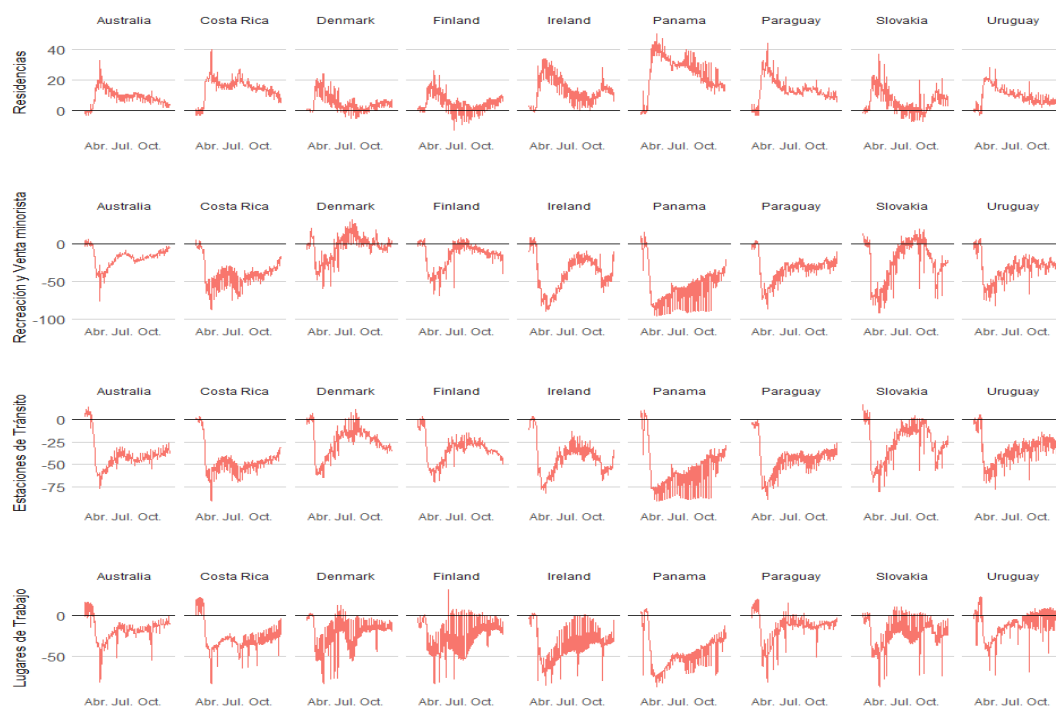 Australia Costa Rica Denmark Finland Ireland Panama Paraguay Slovakia Uruguay
Residencias
40
20
0
Abr. Jul. Oct. Abr. Jul. Oct. Abr. Jul. Oct. Abr. Jul. Oct. Abr. Jul. Oct. Abr. Jul. Oct. Abr. Jul. Oct. Abr. Jul. Oct. Abr. Jul. Oct.
Australia Costa Rica Denmark Finland Ireland Panama Paraguay Slovakia Uruguay
Recreación y Venta minorista
0
-50
-100
Abr. Jul. Oct. Abr. Jul. Oct. Abr. Jul. Oct. Abr. Jul. Oct. Abr. Jul. Oct. Abr. Jul. Oct. Abr. Jul. Oct. Abr. Jul. Oct. Abr. Jul. Oct.
Australia Costa Rica Denmark Finland Ireland Panama Paraguay Slovakia Uruguay
Estaciones de Tránsito
0
-25
-50
-75
Abr. Jul. Oct. Abr. Jul. Oct. Abr. Jul. Oct. Abr. Jul. Oct. Abr. Jul. Oct. Abr. Jul. Oct. Abr. Jul. Oct. Abr. Jul. Oct. Abr. Jul. Oct.
Australia Costa Rica Denmark Finland Ireland Panama Paraguay Slovakia Uruguay
Lugares de Trabajo
0
-50
Abr. Jul. Oct. Abr. Jul. Oct. Abr. Jul. Oct. Abr. Jul. Oct. Abr. Jul. Oct. Abr. Jul. Oct. Abr. Jul. Oct. Abr. Jul. Oct. Abr. Jul. Oct.